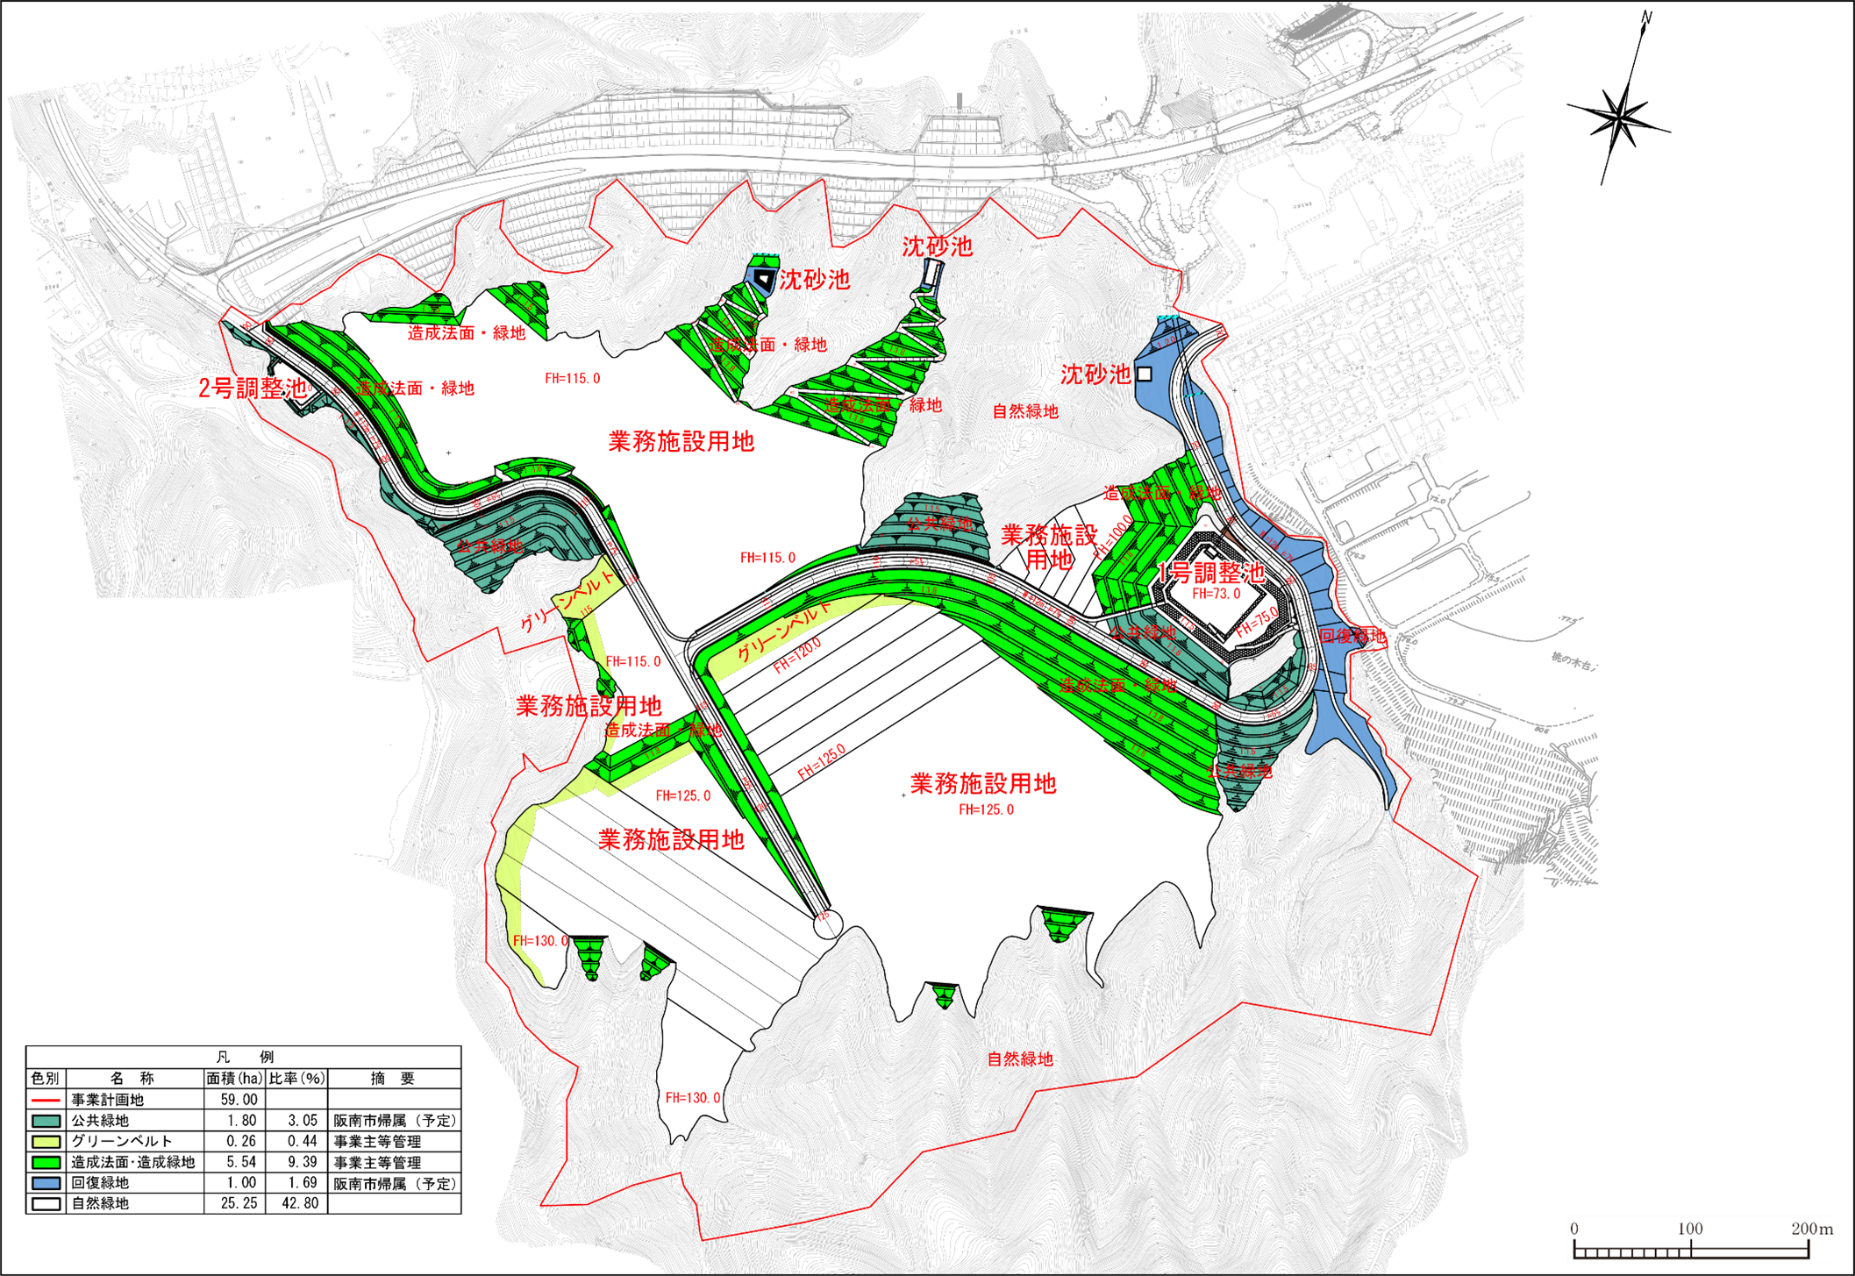 N
沈砂池
沈砂池
造成法面・緑地
造成法面・緑地
沈砂池
2号調整池
造成法面・緑地
FH=115.0
造成法面・緑地
自然緑地
業務施設用地
造成法面・緑地
公共緑地
業務施設
用地
FH=100.0
公共緑地
FH=115.0
1号調整池
FH=73.0
FH=75.0
グリーンベルト
グリーンベルト
公共緑地
回復緑地
FH=120.0
FH=115.0
桃の木台
造成法面・緑地
業務施設用地
造成法面・緑地
FH=125.0
公共緑地
業務施設用地
FH=125.0
FH=125.0
業務施設用地
FH=130.0
自然緑地
FH=130.0
凡 例
色別 名 称 面積(ha) 比率(%) 摘 要
事業計画地 59.00
公共緑地 1.80 3.05 阪南市帰属(予定)
グリーンベルト 0.26 0.44 事業主等管理
造成法面・造成緑地 5.54 9.39 事業主等管理
回復緑地 1.00 1.69 阪南市帰属(予定)
自然緑地 25.25 42.80
0 100 200m